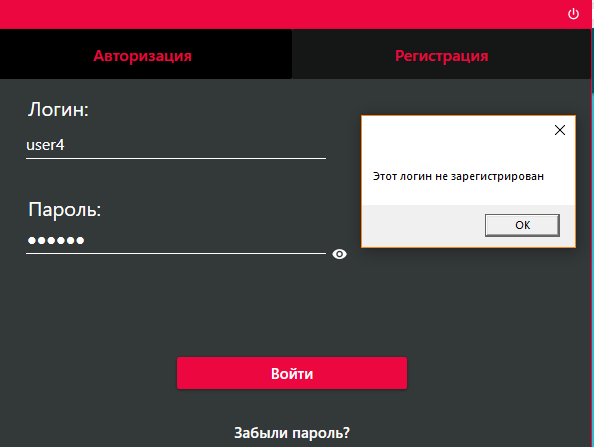 Авторизация
Регистрация
Логин:
user4
Этот логин не зарегистрирован
OK
Пароль:
Войти
Забыли пароль?